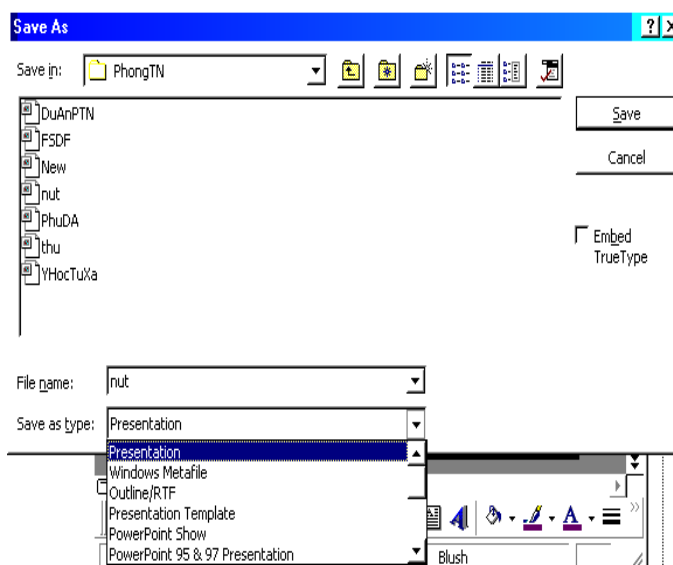 Save As
Save in: PhongTN
DuAnPTN
FSDF
New
nut
PhuDA
thu
YHocTuXa
Save
Cancel
Embed
TrueType
File name: nut
Save as type: Presentation
Presentation
Windows Metafile
Outline/RTF
Presentation Template
PowerPoint Show
PowerPoint 95 & 97 Presentation
Blush